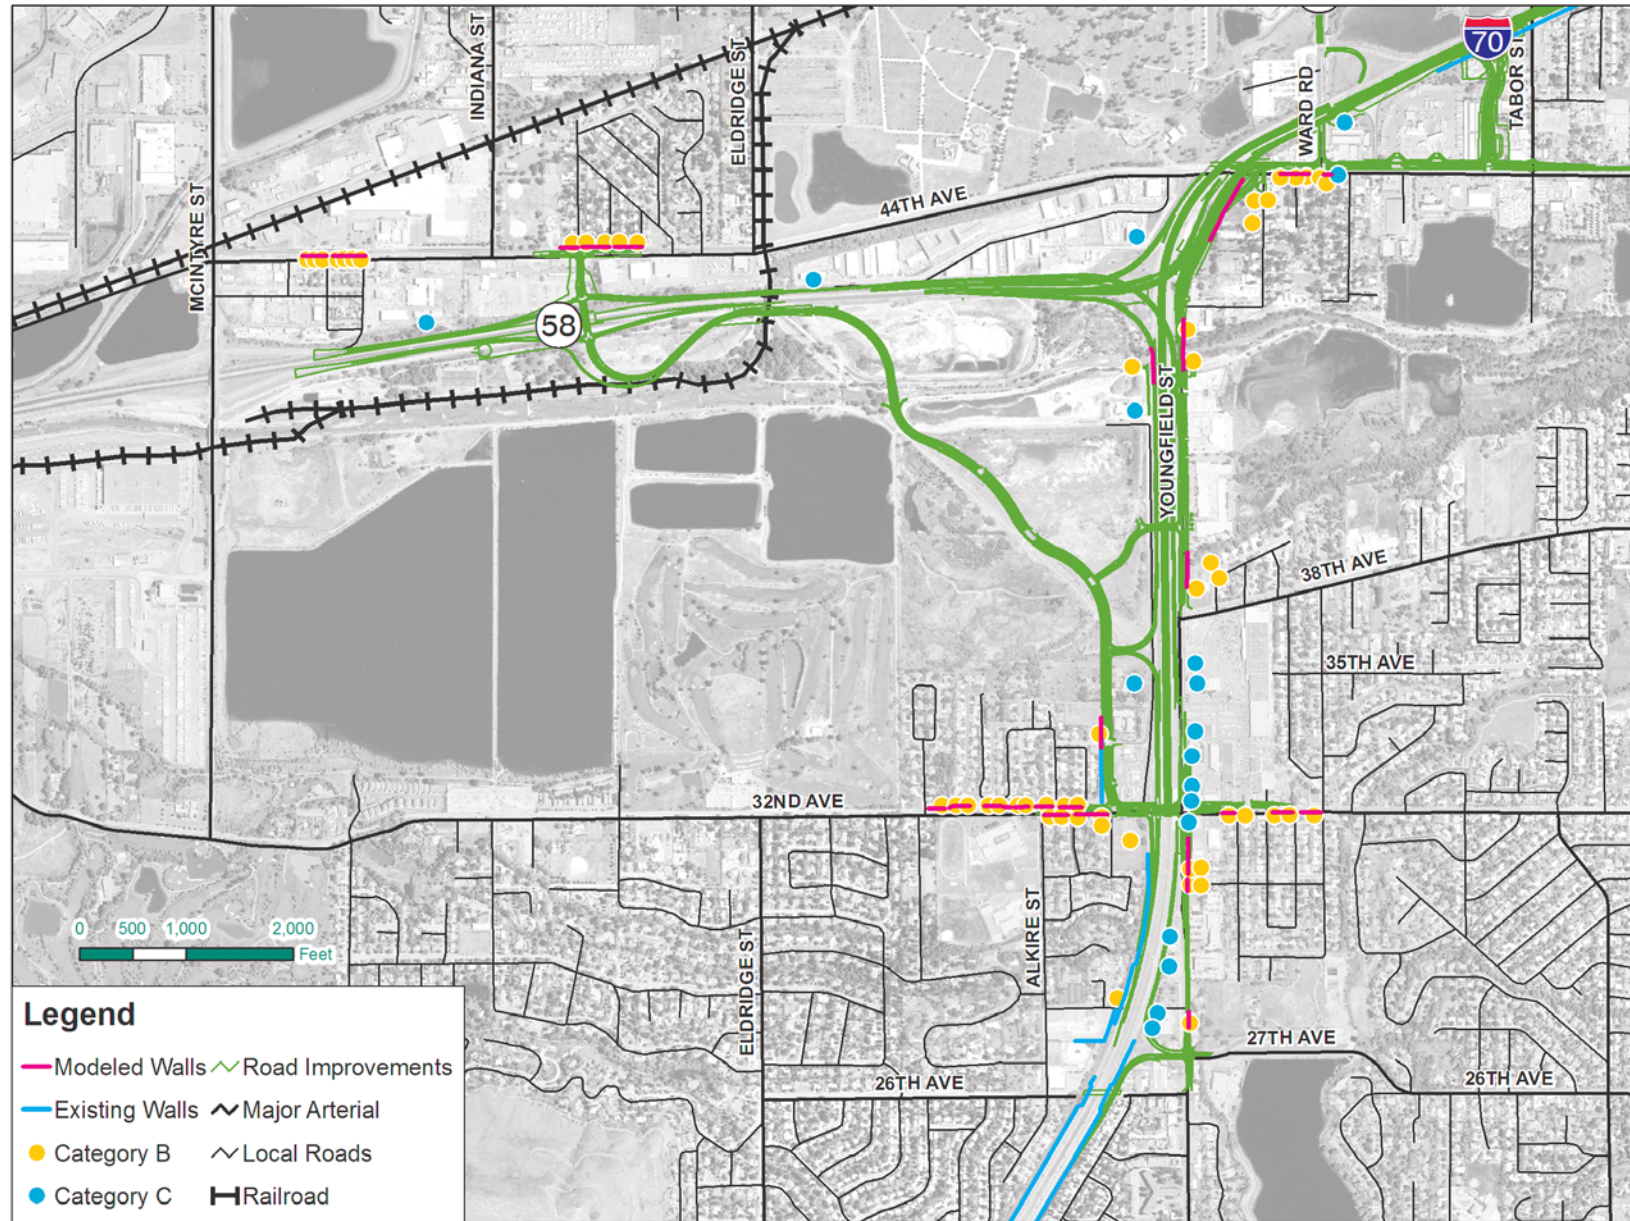 INDIANA ST
ELDRIDGE ST
70
TABOR ST
WARD RD
MCINTYRE ST
44TH AVE
58
YOUNGFIELD ST
38TH AVE
35TH AVE
32ND AVE
ALKIRE ST
0 500 1,000 2,000
Feet
ELDRIDGE ST
27TH AVE
26TH AVE
26TH AVE
Legend
Modeled Walls Road Improvements
Existing Walls Major Arterial
Category B Local Roads
Category C Railroad